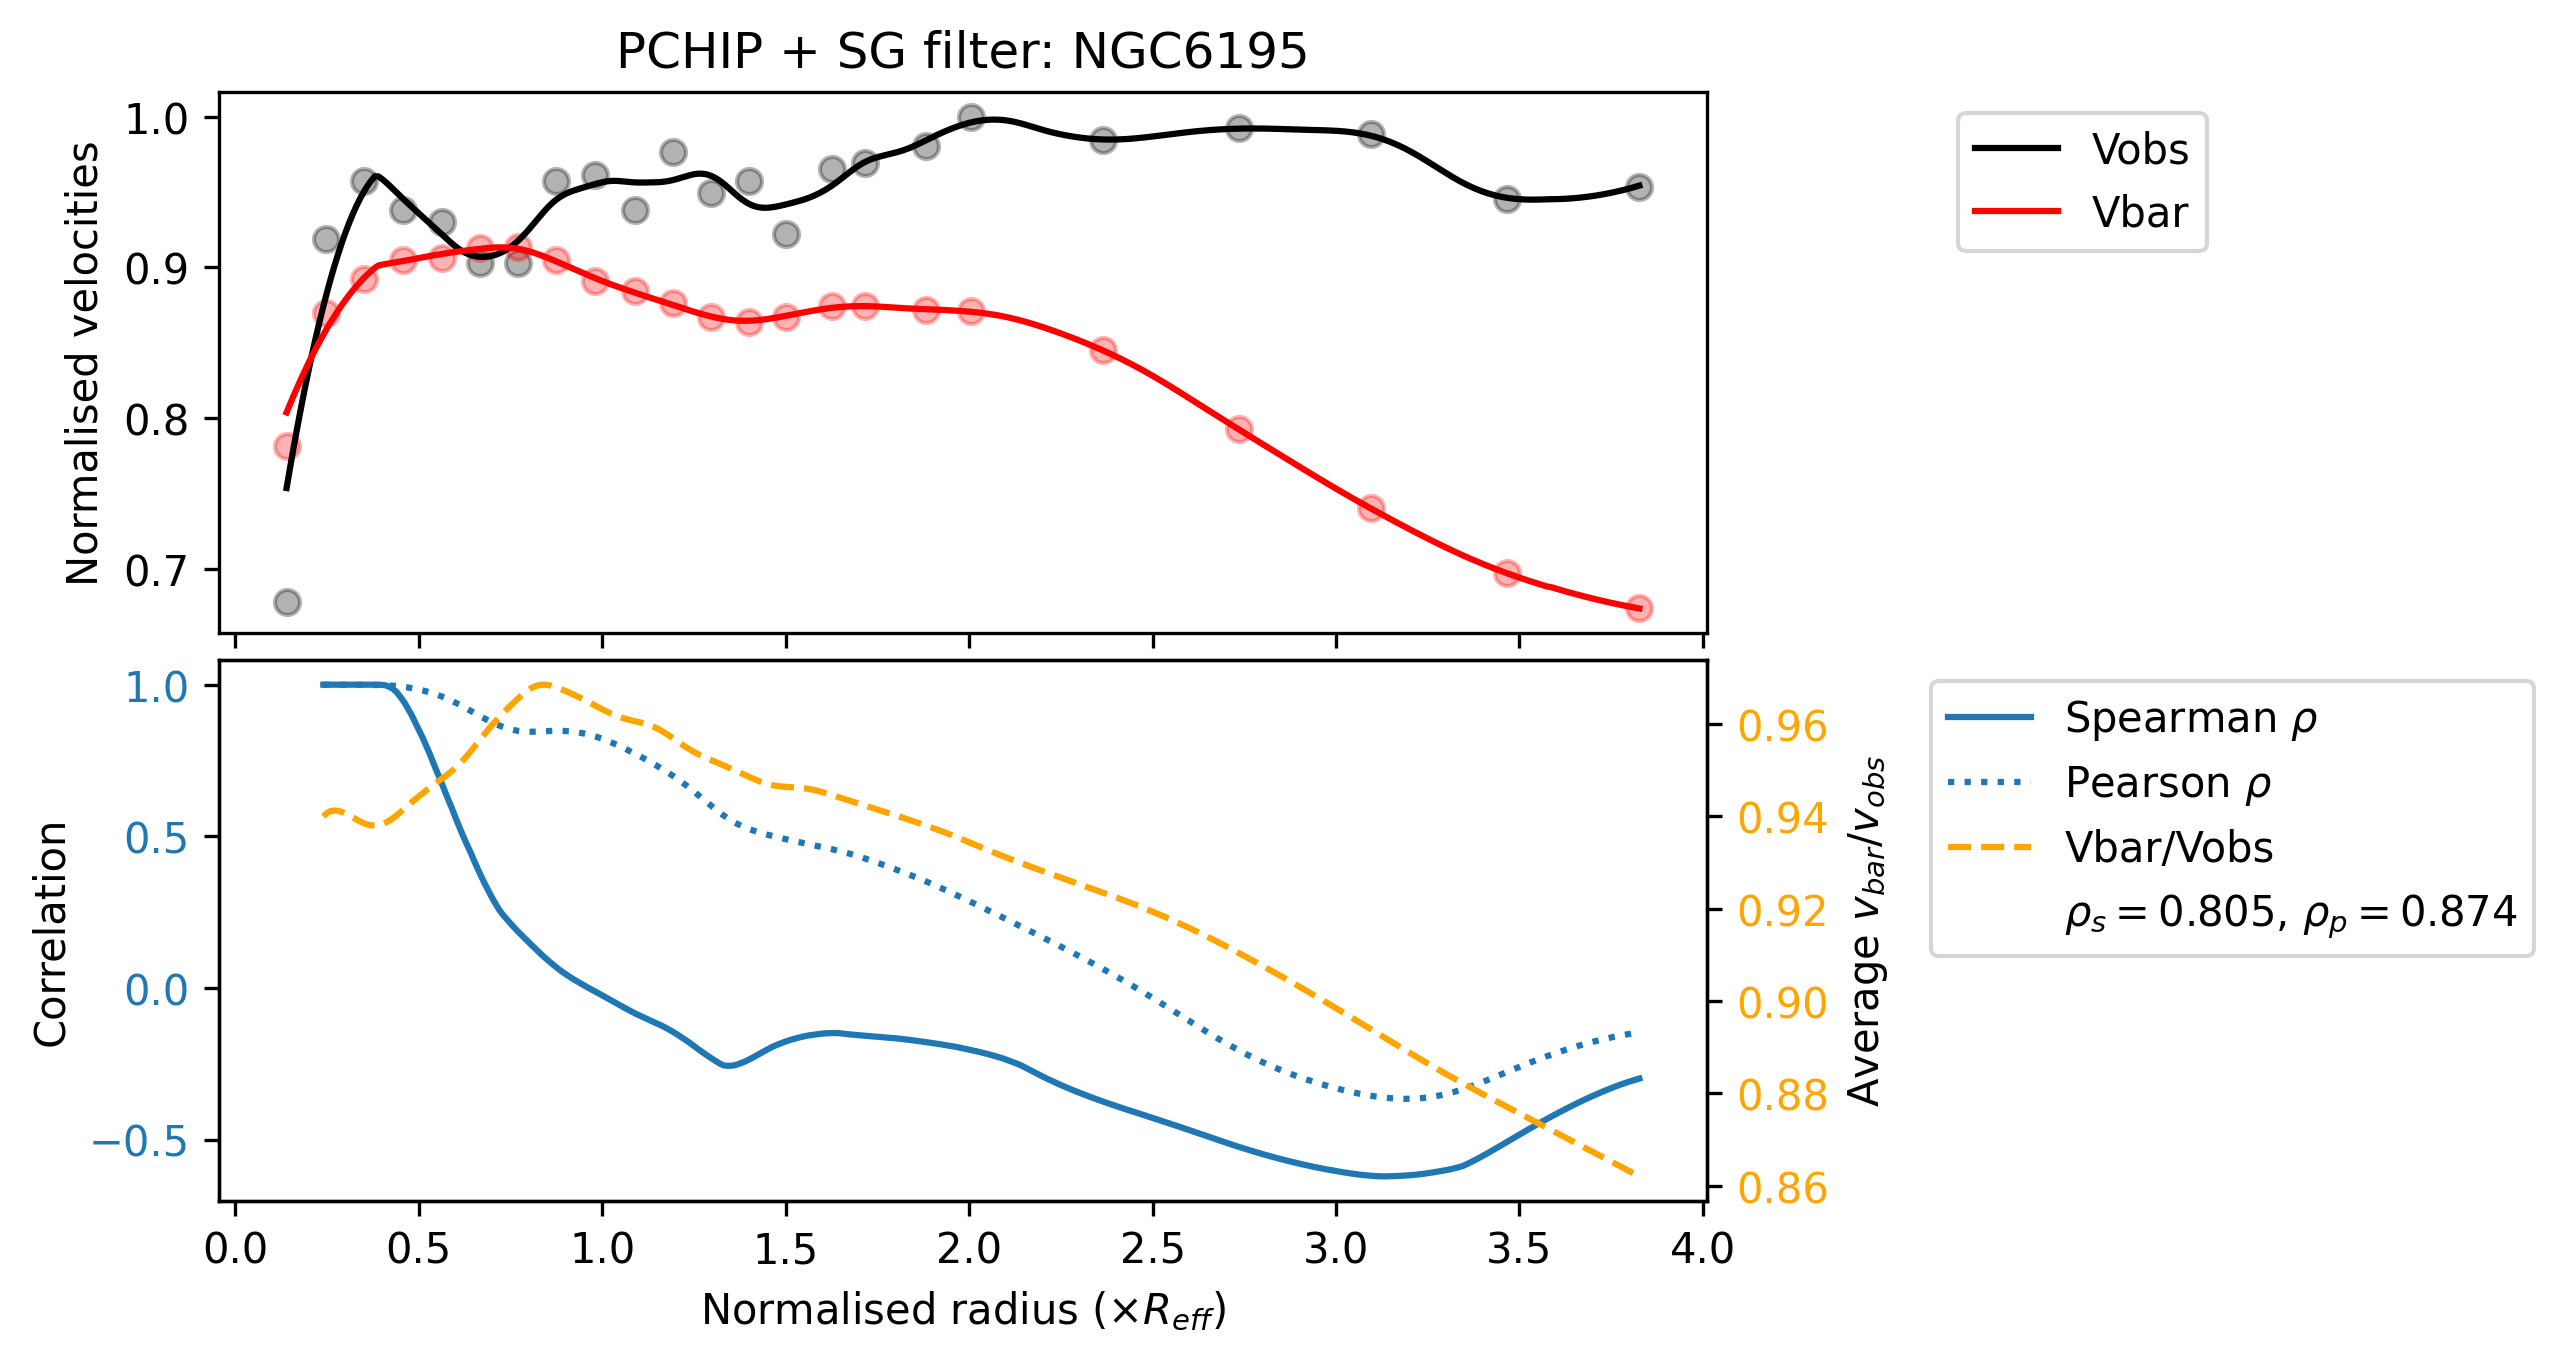 PCHIP + SG filter: NGC6195
Normalised velocities
1.0
0.9
0.8
0.7
Vobs
Vbar
Correlation
1.0
0.5
0.0
−0.5
0.96
0.94
0.92
0.90
0.88
0.86
Average v_bar/v_obs
Spearman ρ
Pearson ρ
Vbar/Vobs
ρ_s = 0.805, ρ_p = 0.874
0.0 0.5 1.0 1.5 2.0 2.5 3.0 3.5 4.0
Normalised radius (×R_eff)